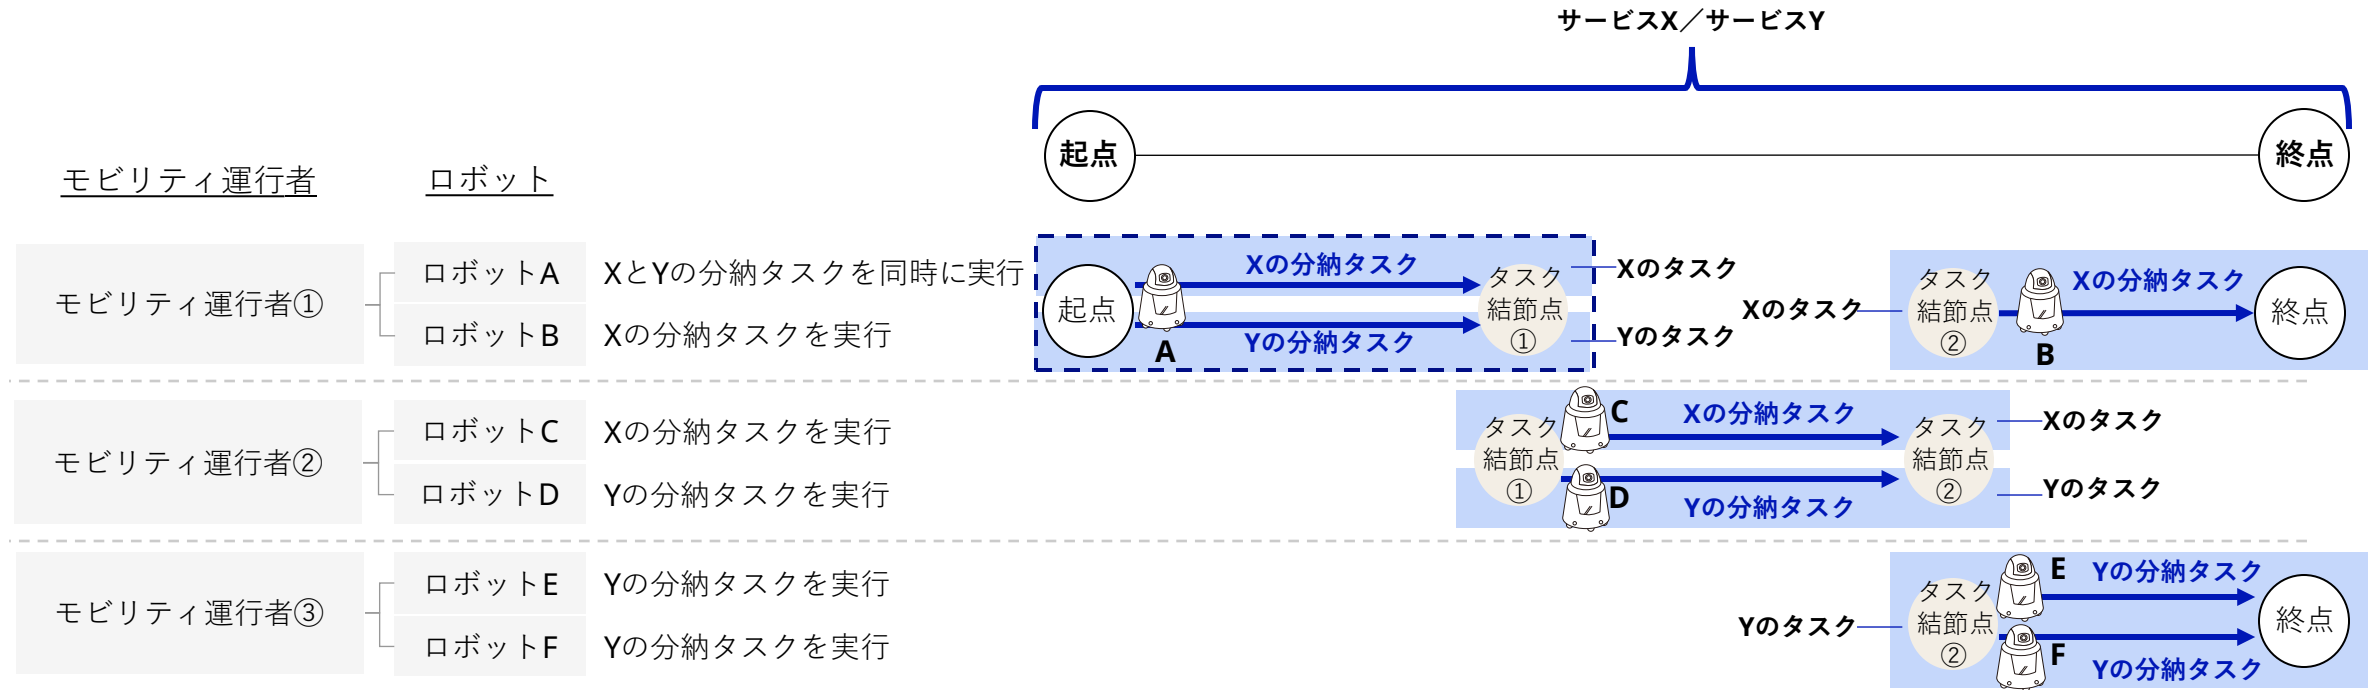 サービスX／サービスY
起点
終点
モビリティ運行者
ロボット
モビリティ運行者①
ロボットA
XとYの分納タスクを同時に実行
ロボットB
Xの分納タスクを実行
起点
Xの分納タスク
Yの分納タスク
A
タスク
結節点
①
Xのタスク
Yのタスク
Xのタスク
タスク
結節点
②
B
Xの分納タスク
終点
モビリティ運行者②
ロボットC
Xの分納タスクを実行
ロボットD
Yの分納タスクを実行
タスク
結節点
①
C
Xの分納タスク
D
Yの分納タスク
タスク
結節点
②
Xのタスク
Yのタスク
モビリティ運行者③
ロボットE
Yの分納タスクを実行
ロボットF
Yの分納タスクを実行
Yのタスク
タスク
結節点
②
E
Yの分納タスク
F
Yの分納タスク
終点